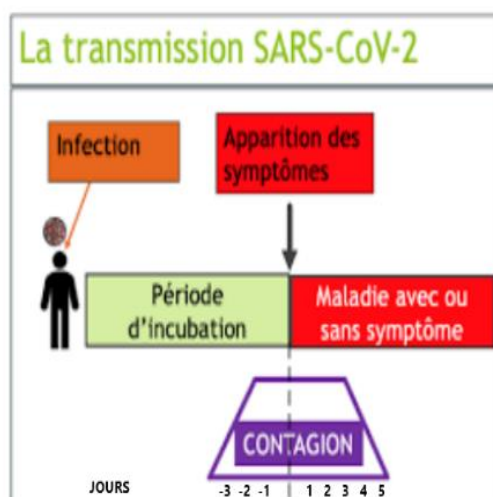 La transmission SARS-CoV-2
Infection
Apparition des
symptômes
Période
d'incubation
Maladie avec ou
sans symptôme
CONTAGION
JOURS -3 -2 -1 1 2 3 4 5